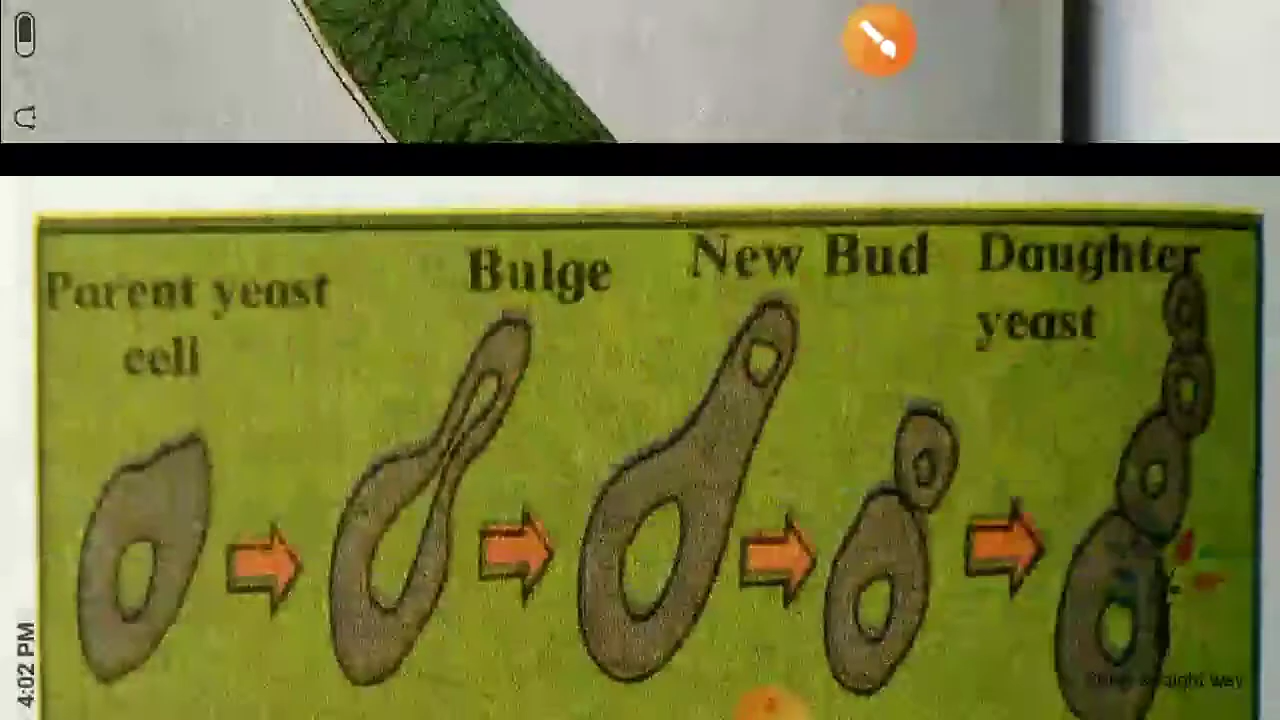 Parent yeast
cell
Bulge
New Bud
Daughter
yeast
4:02 PM